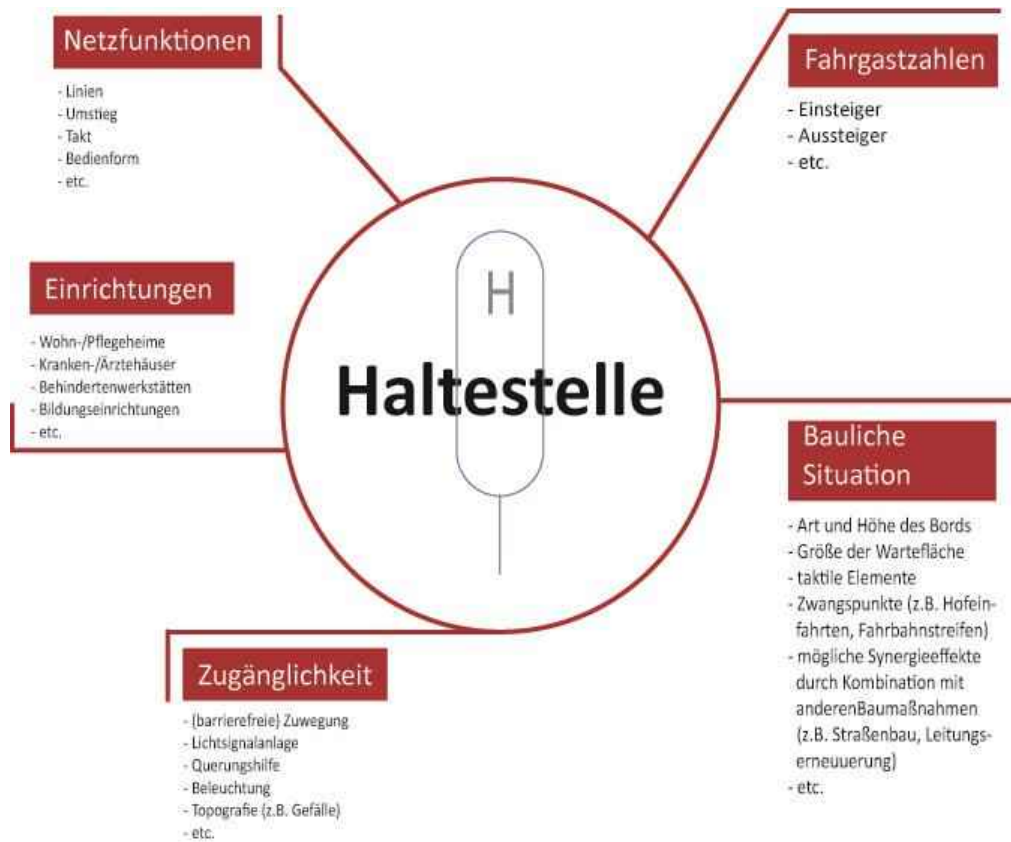 Netzfunktionen
- Linien
- Umstieg
- Takt
- Bedienform
- etc.
Fahrgastzahlen
- Einsteiger
- Aussteiger
- etc.
Einrichtungen
- Wohn-/Pflegeheime
- Kranken-/Ärztehäuser
- Behindertenwerkstätten
- Bildungseinrichtungen
- etc.
H
Haltestelle
Bauliche
Situation
- Art und Höhe des Bords
- Größe der Wartefläche
- taktile Elemente
- Zwangspunkte (z.B. Hofein-
fahrten, Fahrbahnstreifen)
- mögliche Synergieeffekte
durch Kombination mit
anderenBaumaßnahmen
(z.B. Straßenbau, Leitungs-
erneuuerung)
- etc.
Zugänglichkeit
- (barrierefreie) Zuwegung
- Lichtsignalanlage
- Querungshilfe
- Beleuchtung
- Topografie (z.B. Gefälle)
- etc.